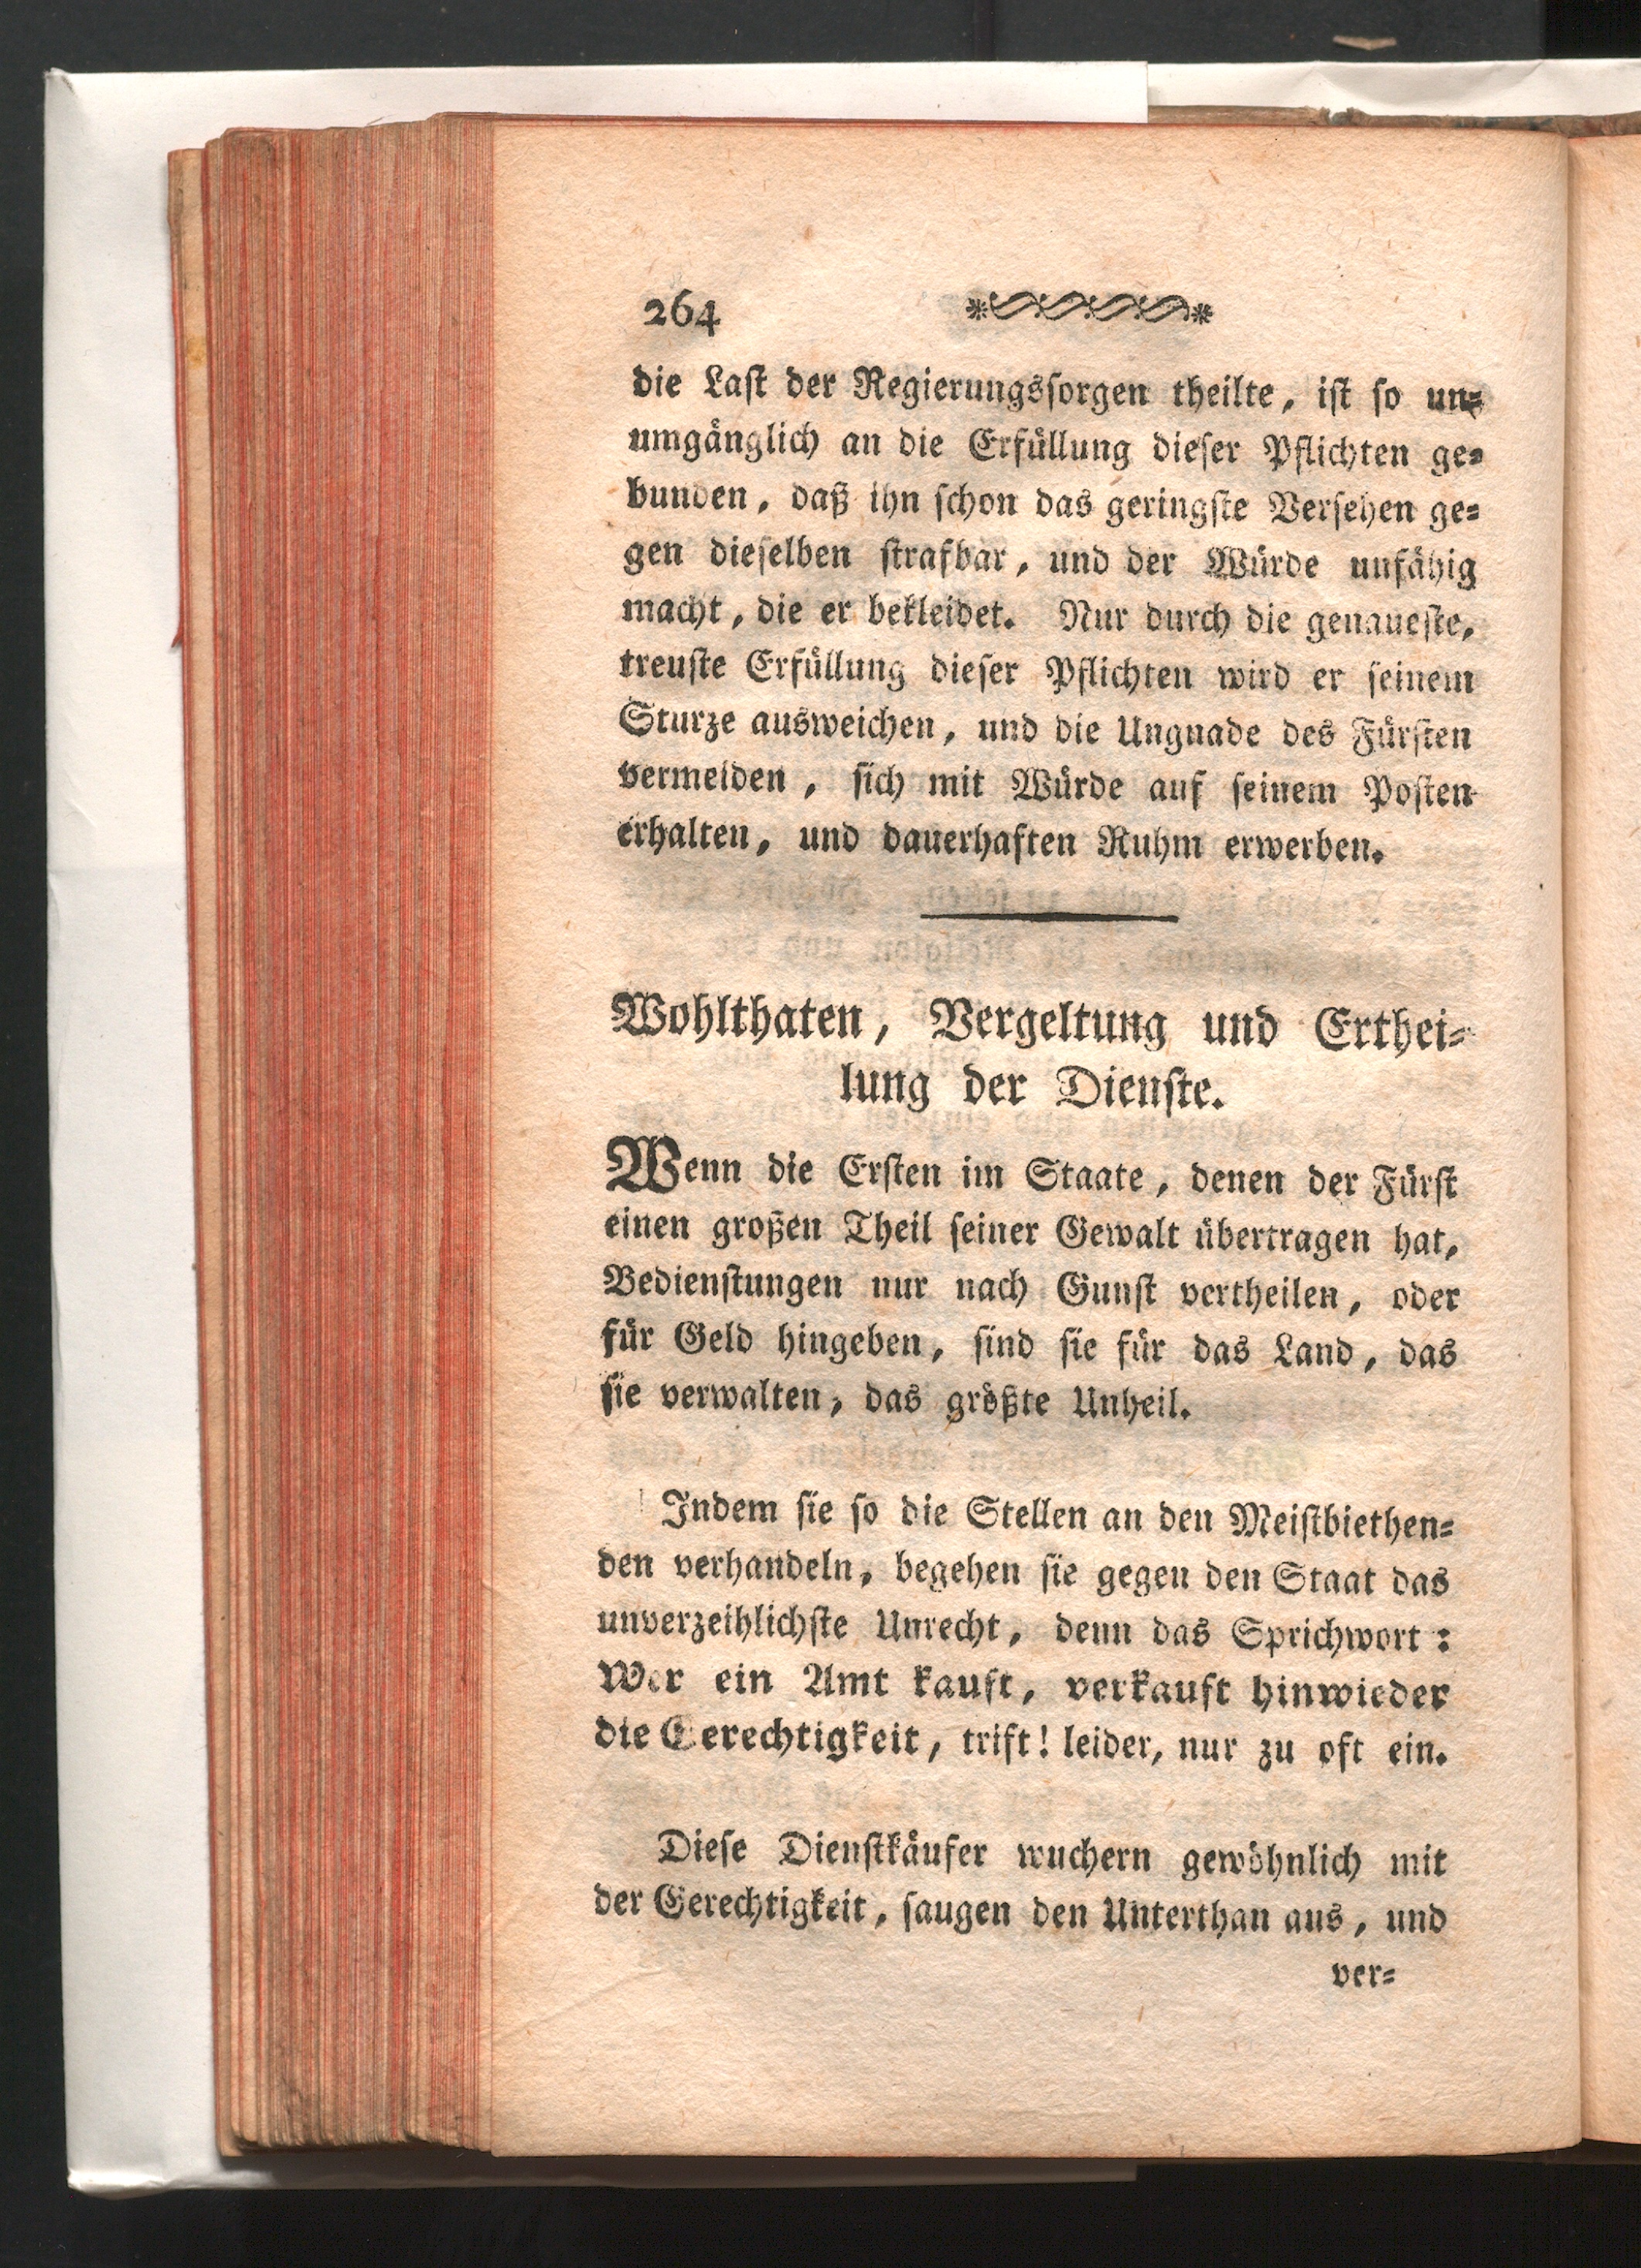 264
die Last der Regierungssorgen theilte, ist so un=
umgänglich an die Erfüllung dieser Pflichten ge=
bunden, daß ihn schon das geringste Versehen ge=
gen dieselben strafbar, und der Würde unfähig
macht, die er bekleidet. Nur durch die genaueste,
treuste Erfüllung dieser Pflichten wird er seinem
Sturze ausweichen, und die Ungnade des Fürsten
vermeiden, sich mit Würde auf seinem Posten
erhalten, und dauerhaften Ruhm erwerben.
Wohlthaten, Vergeltung und Erthei=
lung der Dienste.
Wenn die Ersten im Staate, denen der Fürst
einen großen Theil seiner Gewalt übertragen hat,
Bedienstungen nur nach Gunst vertheilen, oder
für Geld hingeben, sind sie für das Land, das
sie verwalten, das größte Unheil.
Indem sie so die Stellen an den Meistbiethen=
den verhandeln, begehen sie gegen den Staat das
unverzeihlichste Unrecht, denn das Sprichwort:
Wer ein Amt kauft, verkauft hinwieder
die Gerechtigkeit, trift! leider, nur zu oft ein.
Diese Dienstkäufer wuchern gewöhnlich mit
der Gerechtigkeit, saugen den Unterthan aus, und
ver=